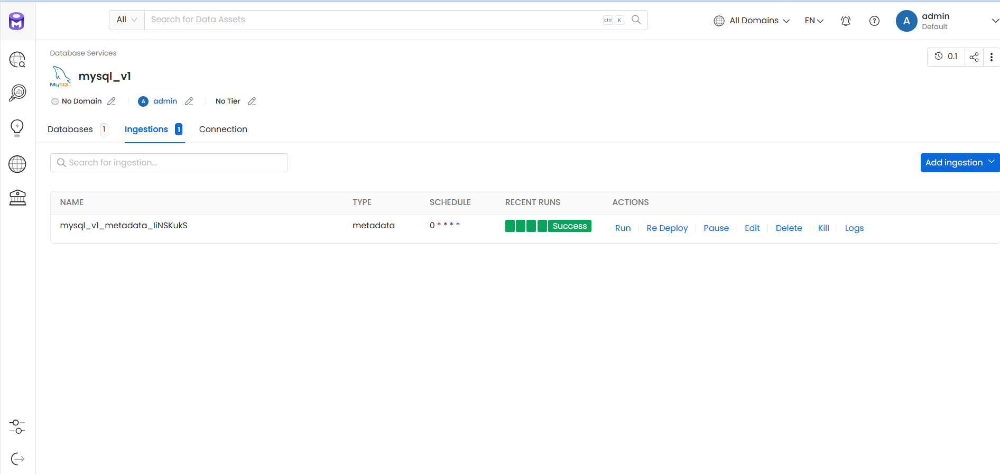 All
Search for Data Assets
ctrl K
All Domains
EN
A
admin
Default
Database Services
0.1
MySQL
mysql_v1
No Domain
A admin
No Tier
Databases 1
Ingestions 1
Connection
Search for ingestion...
Add ingestion
NAME TYPE SCHEDULE RECENT RUNS ACTIONS
mysql_v1_metadata_IiNSKukS metadata 0 * * * * Success Run Re Deploy Pause Edit Delete Kill Logs